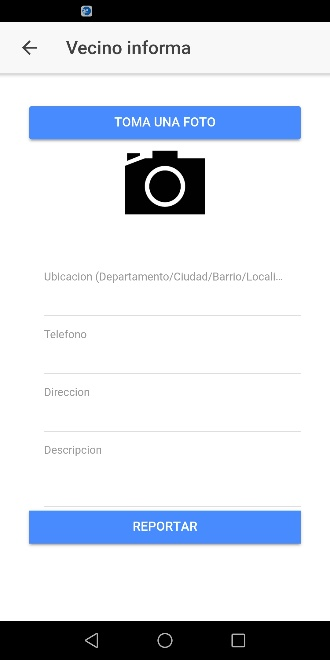 Vecino informa
TOMA UNA FOTO
Ubicacion (Departamento/Ciudad/Barrio/Locali...
Telefono
Direccion
Descripcion
REPORTAR